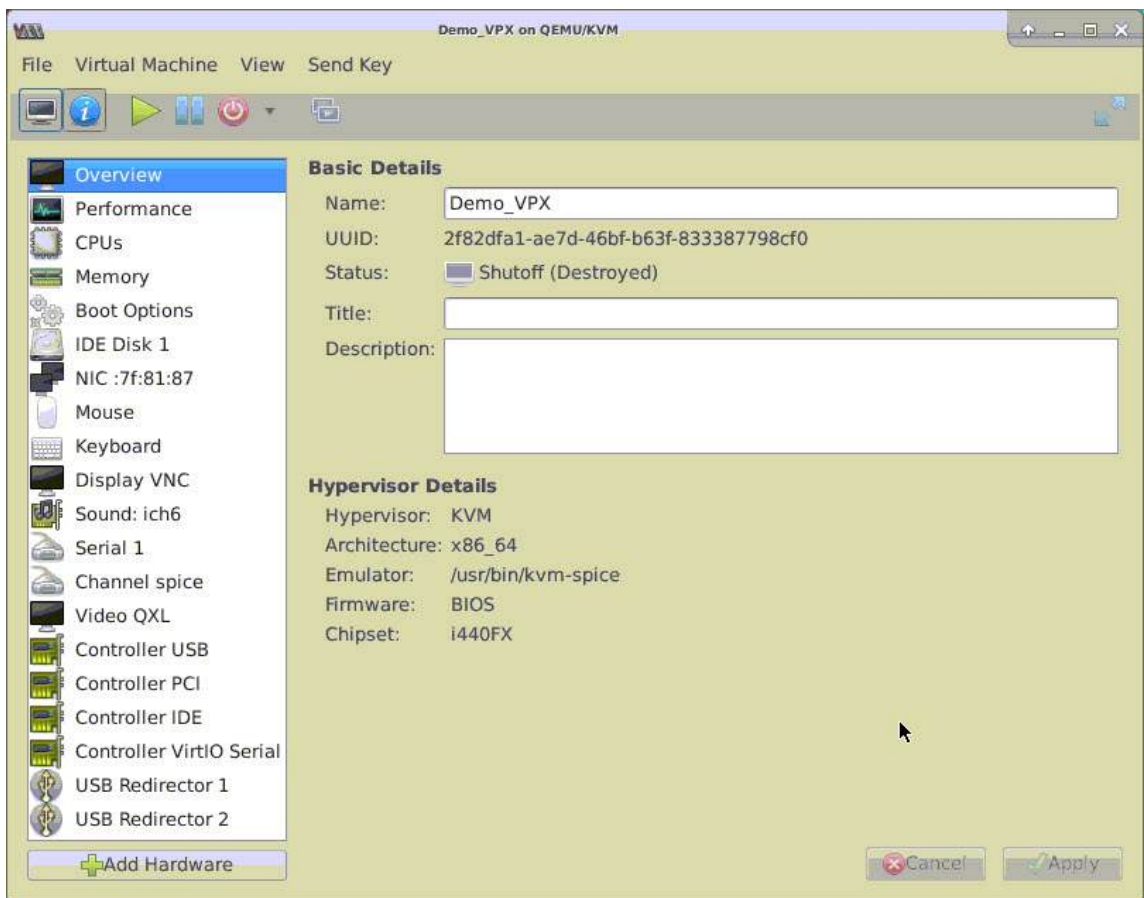 Demo_VPX on QEMU/KVM
File Virtual Machine View Send Key
Overview
Performance
CPUs
Memory
Boot Options
IDE Disk 1
NIC :7f:81:87
Mouse
Keyboard
Display VNC
Sound: ich6
Serial 1
Channel spice
Video QXL
Controller USB
Controller PCI
Controller IDE
Controller VirtIO Serial
USB Redirector 1
USB Redirector 2
Add Hardware
Basic Details
Name: Demo_VPX
UUID: 2f82dfa1-ae7d-46bf-b63f-833387798cf0
Status: Shutoff (Destroyed)
Title:
Description:
Hypervisor Details
Hypervisor: KVM
Architecture: x86_64
Emulator: /usr/bin/kvm-spice
Firmware: BIOS
Chipset: i440FX
Cancel Apply